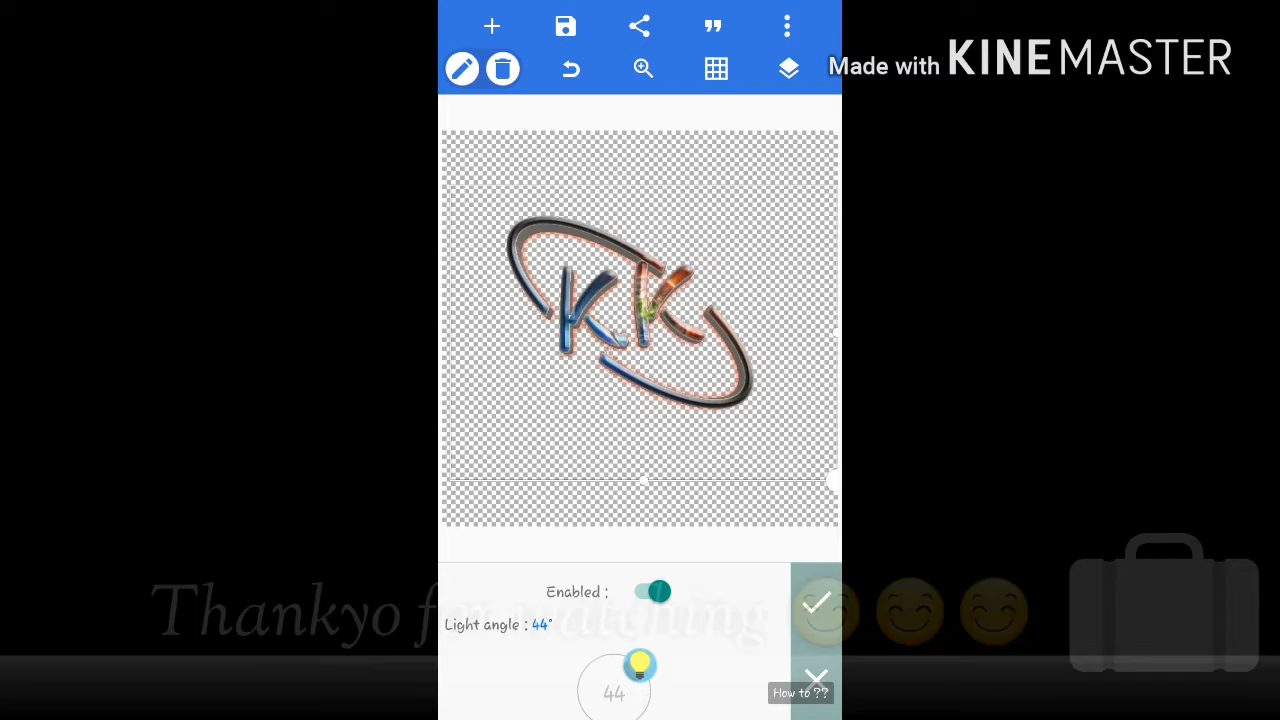 Made with KINEMASTER
KK
Enabled :
Thankyo for watching 😊😊😊
Light angle : 44°
44
How to ??